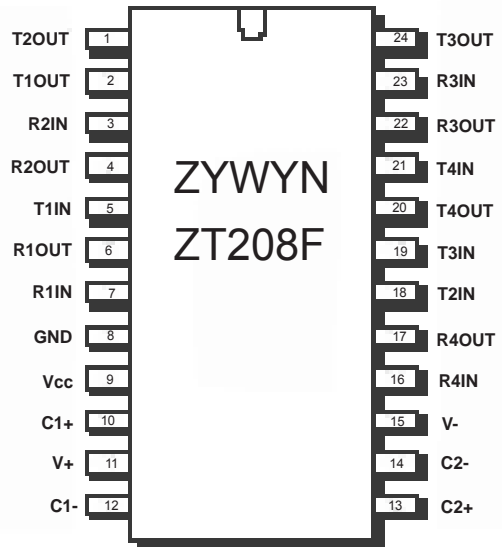 T2OUT 1 24 T3OUT
T1OUT 2 23 R3IN
R2IN 3 22 R3OUT
R2OUT 4 21 T4IN
T1IN 5 20 T4OUT
R1OUT 6 19 T3IN
R1IN 7 18 T2IN
GND 8 17 R4OUT
Vcc 9 16 R4IN
C1+ 10 15 V-
V+ 11 14 C2-
C1- 12 13 C2+
ZYWYN
ZT208F